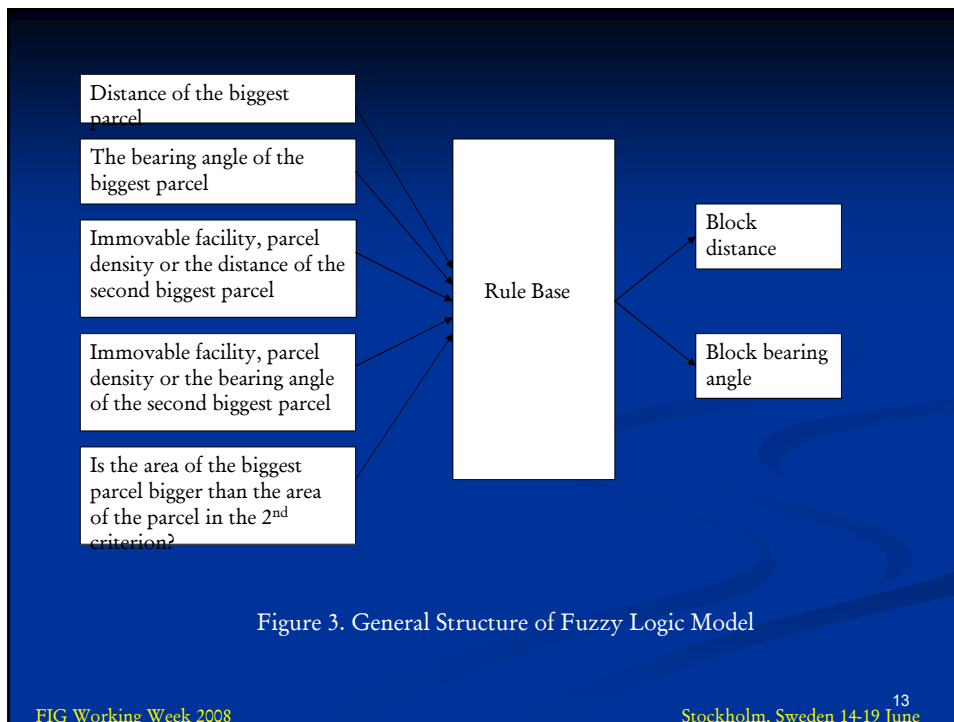 Distance of the biggest
parcel
The bearing angle of the
biggest parcel
Immovable facility, parcel
density or the distance of the
second biggest parcel
Immovable facility, parcel
density or the bearing angle
of the second biggest parcel
Is the area of the biggest
parcel bigger than the area
of the parcel in the 2nd
criterion?
Rule Base
Block
distance
Block bearing
angle
Figure 3. General Structure of Fuzzy Logic Model
13
FIG Working Week 2008
Stockholm, Sweden 14-19 June